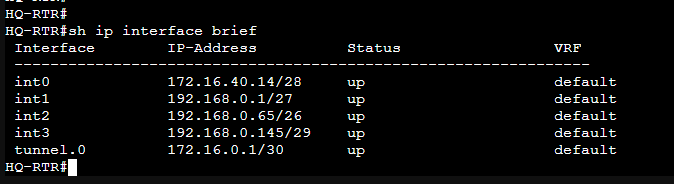 HQ-RTR#
HQ-RTR#sh ip interface brief
Interface IP-Address Status VRF
---------------------------------------------------------------
int0 172.16.40.14/28 up default
int1 192.168.0.1/27 up default
int2 192.168.0.65/26 up default
int3 192.168.0.145/29 up default
tunnel.0 172.16.0.1/30 up default
HQ-RTR#